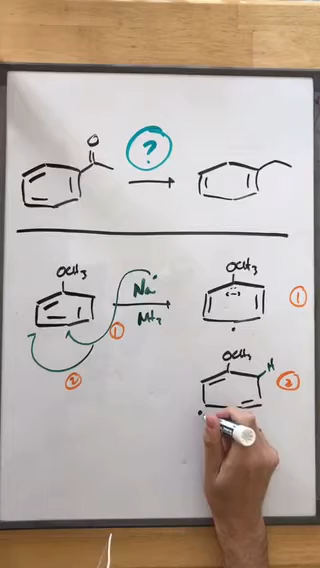 O
?
OCH3
Na•
NH3
①
②
OCH3
①
OCH3
H
②